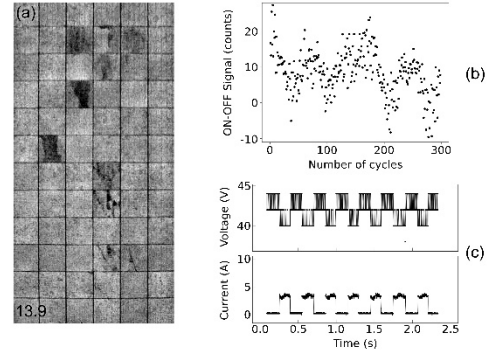 (a)
13.9
ON-OFF Signal (counts)
20
10
0
-10
0
100
200
300
Number of cycles
(b)
Voltage (V)
45
40
Current (A)
10
5
0
0.0 0.5 1.0 1.5 2.0 2.5
Time (s)
(c)